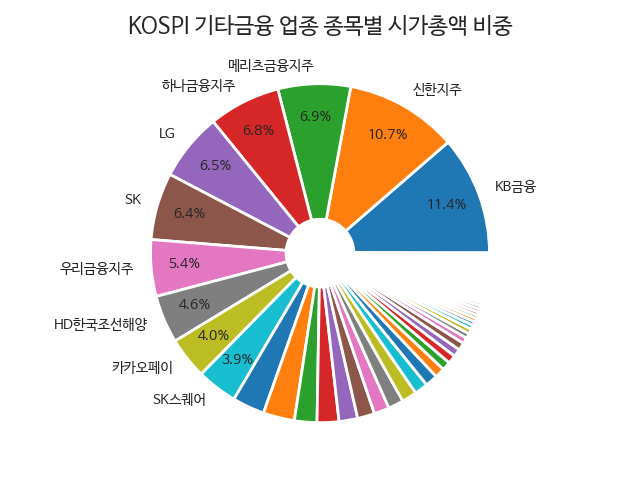 KOSPI 기타금융 업종 종목별 시가총액 비중
KB금융
11.4%
신한지주
10.7%
메리츠금융지주
6.9%
하나금융지주
6.8%
LG
6.5%
SK
6.4%
우리금융지주
5.4%
HD한국조선해양
4.6%
카카오페이
4.0%
SK스퀘어
3.9%